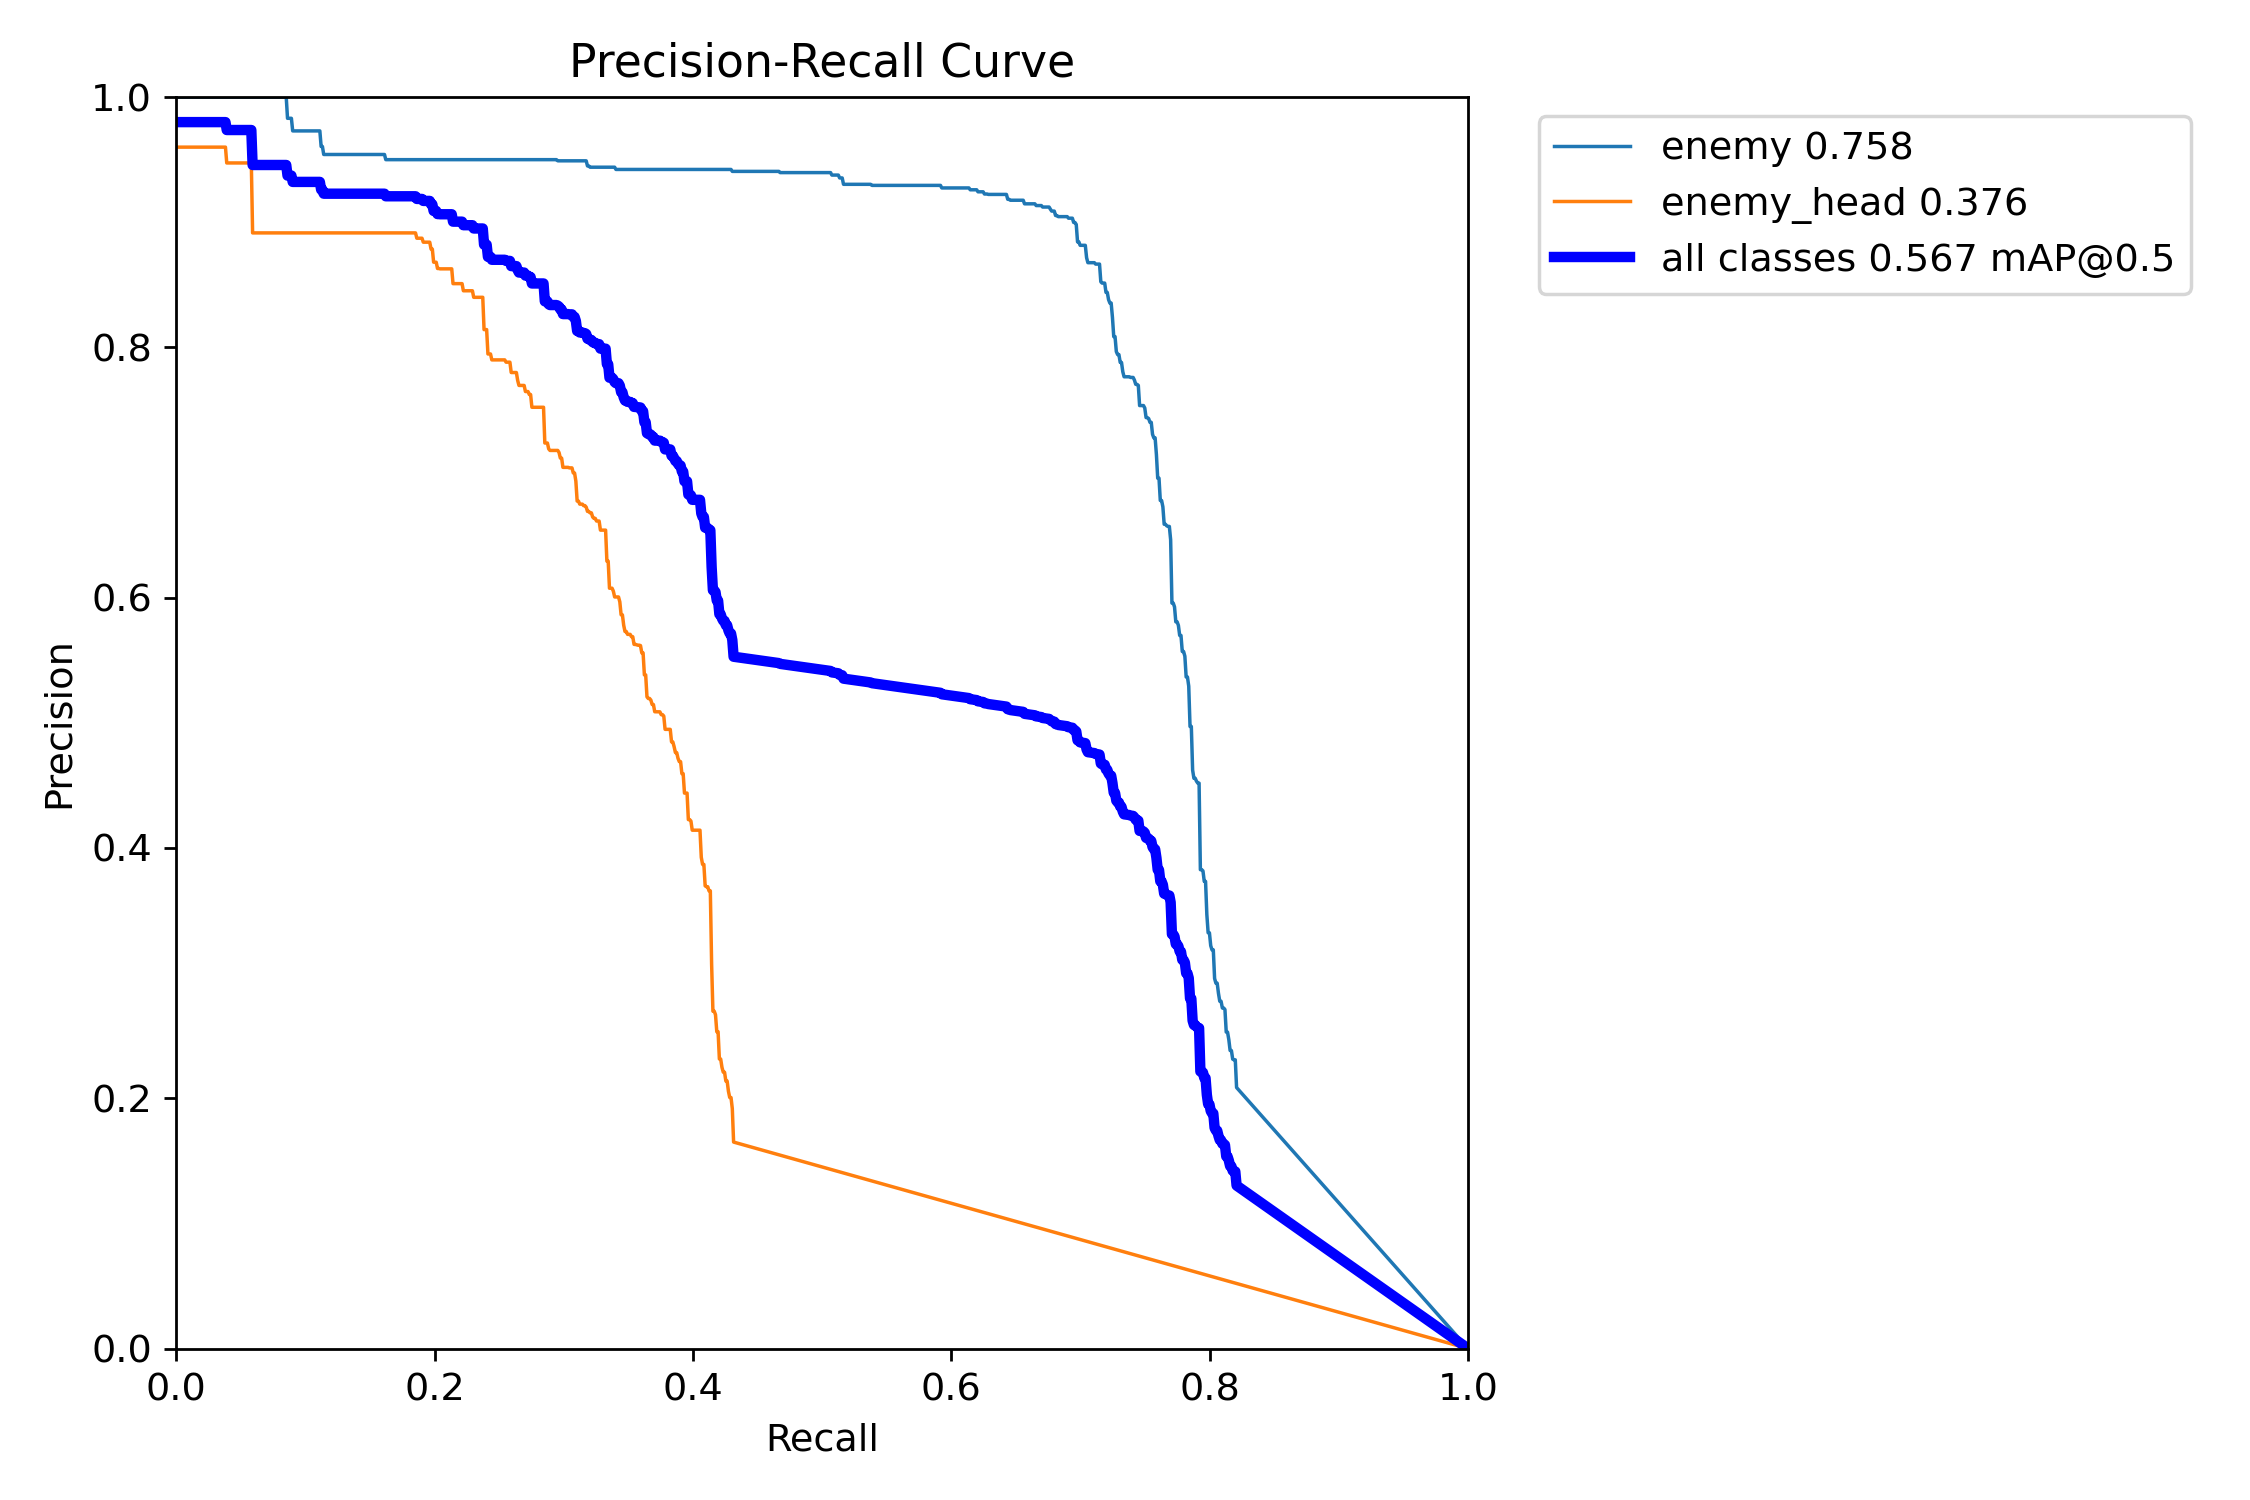 Precision-Recall Curve
1.0
0.8
0.6
0.4
0.2
0.0
Precision
0.0 0.2 0.4 0.6 0.8 1.0
Recall
enemy 0.758
enemy_head 0.376
all classes 0.567 mAP@0.5